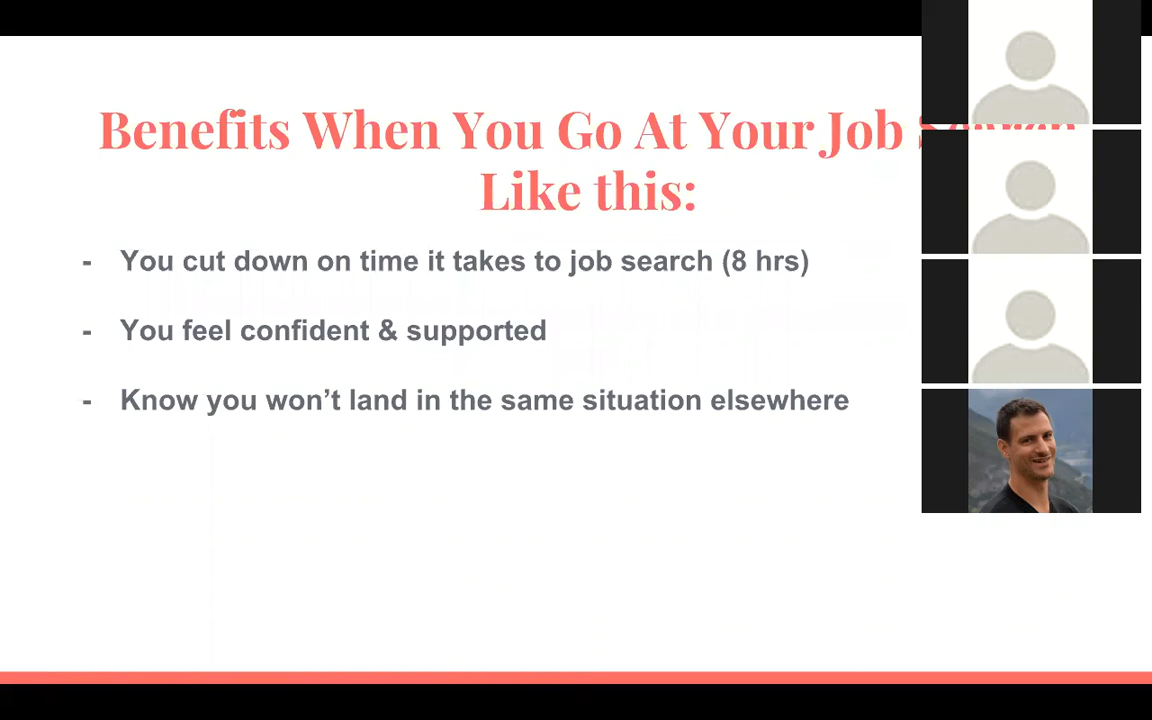 Benefits When You Go At Your Job
Like this:
- You cut down on time it takes to job search (8 hrs)
- You feel confident & supported
- Know you won’t land in the same situation elsewhere